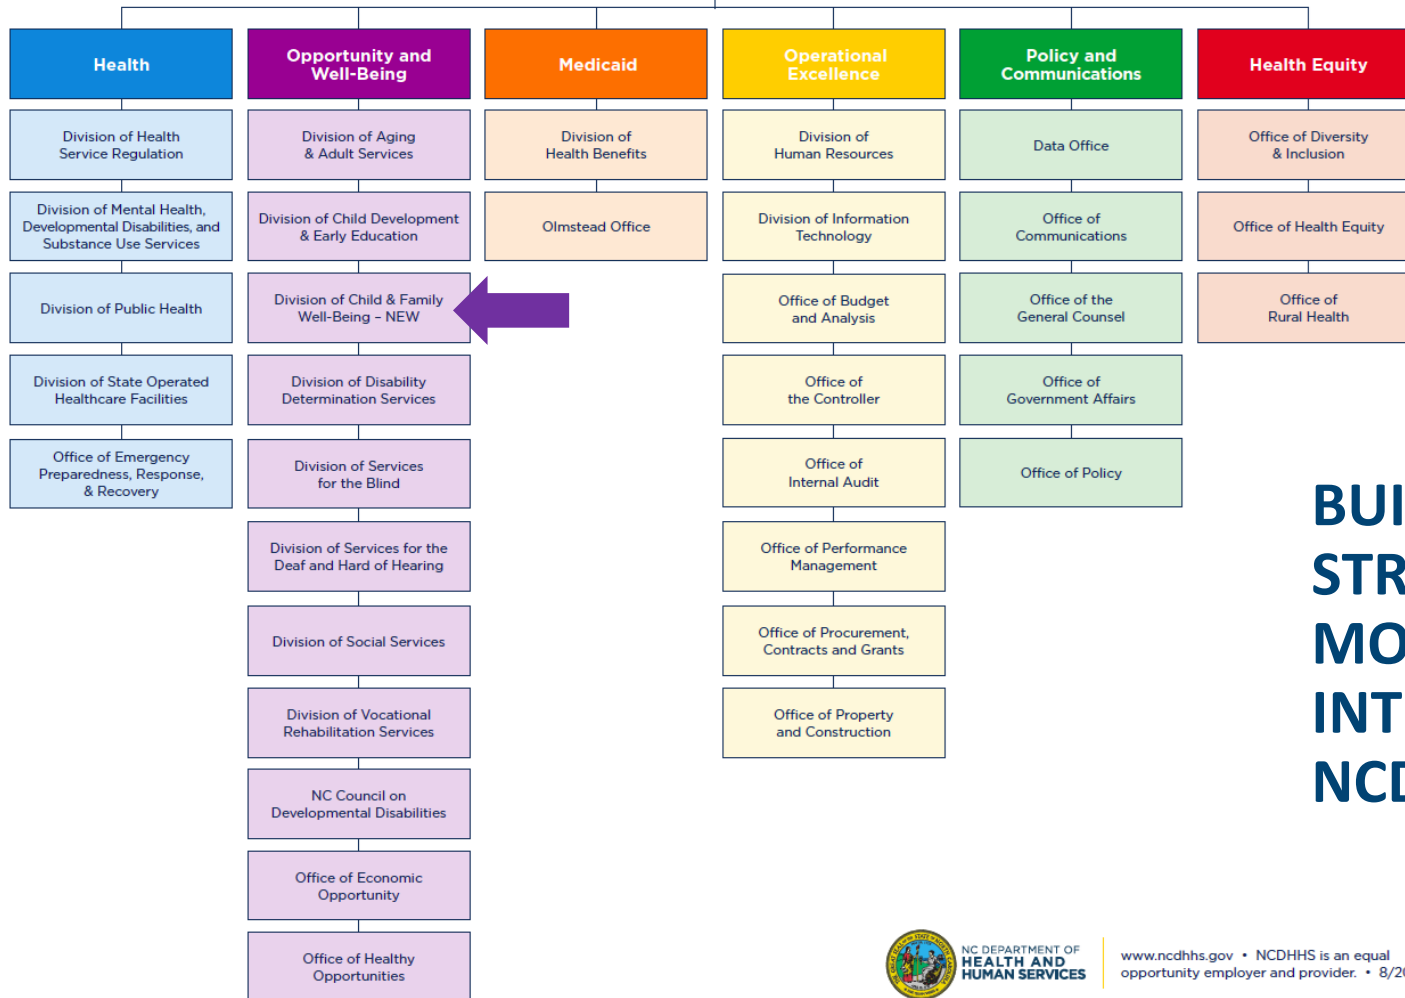 Health
Division of Health
Service Regulation
Division of Mental Health,
Developmental Disabilities, and
Substance Use Services
Division of Public Health
Division of State Operated
Healthcare Facilities
Office of Emergency
Preparedness, Response,
& Recovery
Opportunity and
Well-Being
Division of Aging
& Adult Services
Division of Child Development
& Early Education
Division of Child & Family
Well-Being – NEW
Division of Disability
Determination Services
Division of Services
for the Blind
Division of Services for the
Deaf and Hard of Hearing
Division of Social Services
Division of Vocational
Rehabilitation Services
NC Council on
Developmental Disabilities
Office of Economic
Opportunity
Office of Healthy
Opportunities
Medicaid
Division of
Health Benefits
Olmstead Office
Operational
Excellence
Division of
Human Resources
Division of Information
Technology
Office of Budget
and Analysis
Office of
the Controller
Office of
Internal Audit
Office of Performance
Management
Office of Procurement,
Contracts and Grants
Office of Property
and Construction
Policy and
Communications
Data Office
Office of
Communications
Office of the
General Counsel
Office of
Government Affairs
Office of Policy
Health Equity
Office of Diversity
& Inclusion
Office of Health Equity
Office of
Rural Health
BUI
STR
MO
INT
NCD
NC DEPARTMENT OF
HEALTH AND
HUMAN SERVICES
www.ncdhhs.gov • NCDHHS is an equal
opportunity employer and provider. • 8/20